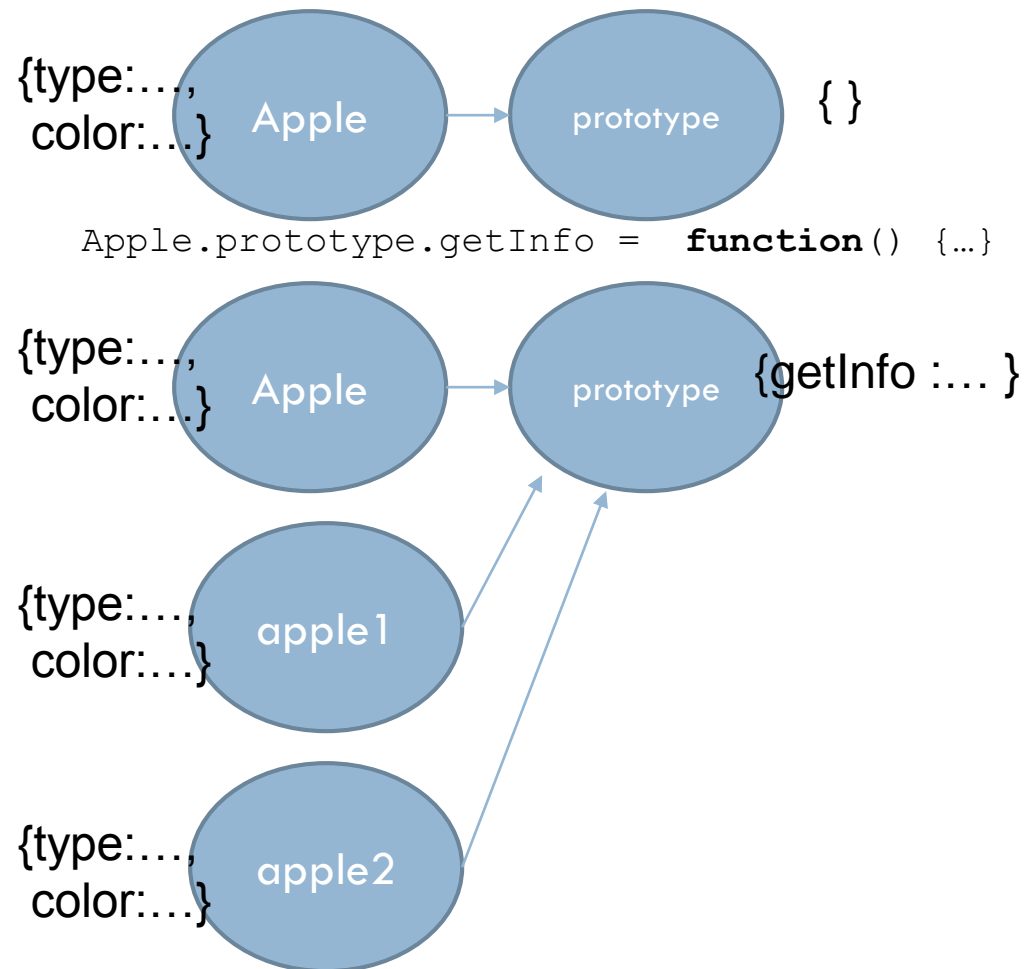 {type:…,
color:…}
Apple
prototype
{ }
Apple.prototype.getInfo = function() {…}
{type:…,
color:…}
Apple
prototype
{getInfo :… }
{type:…,
color:…}
apple1
{type:…,
color:…}
apple2